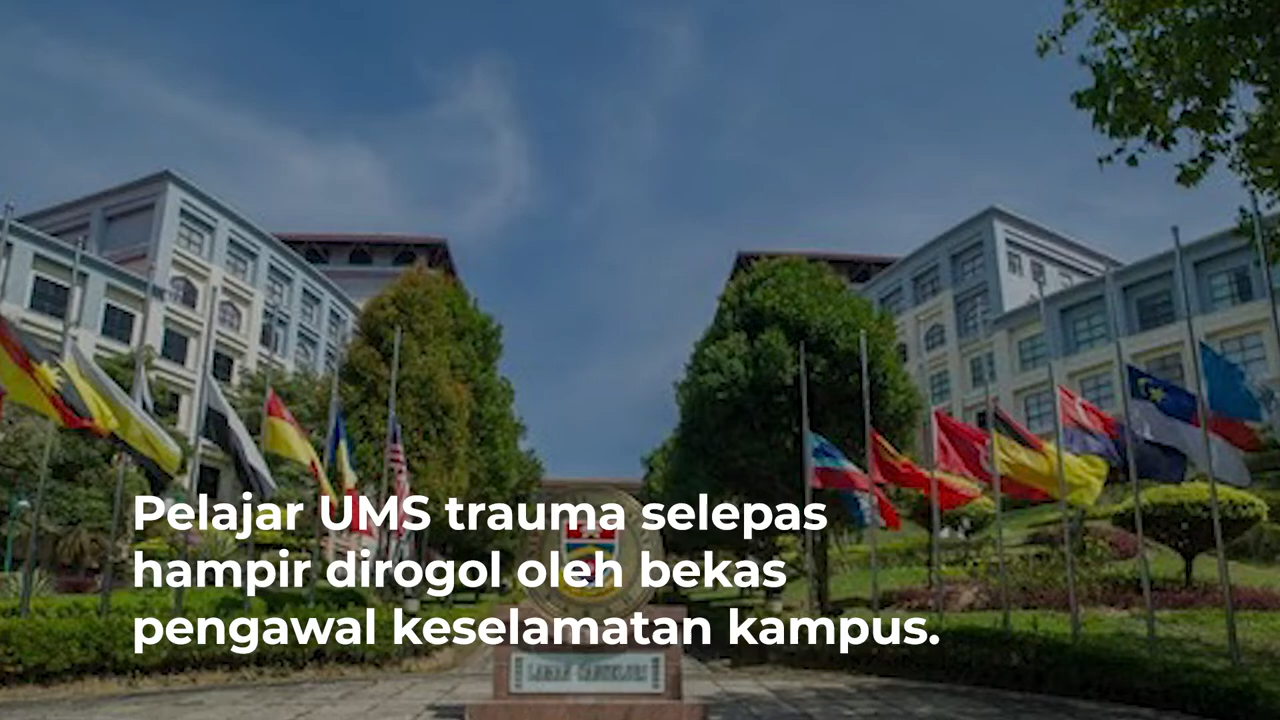 Pelajar UMS trauma selepas
hampir dirogol oleh bekas
pengawal keselamatan kampus.